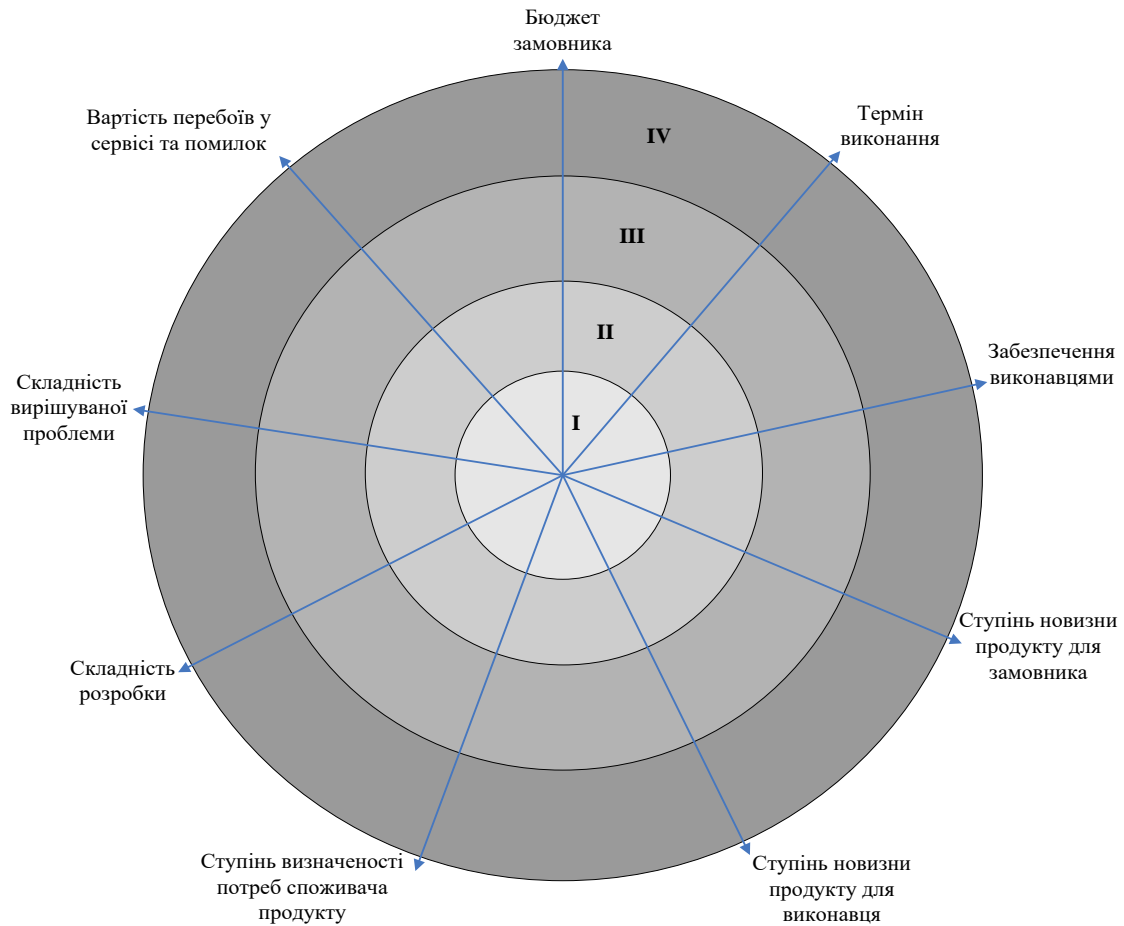 Бюджет
замовника
Термін
виконання
Вартість перебоїв у
сервісі та помилок
IV
III
II
I
Забезпечення
виконавцями
Складність
вирішуваної
проблеми
Ступінь новизни
продукту для
замовника
Складність
розробки
Ступінь визначеності
потреб споживача
продукту
Ступінь новизни
продукту для
виконавця